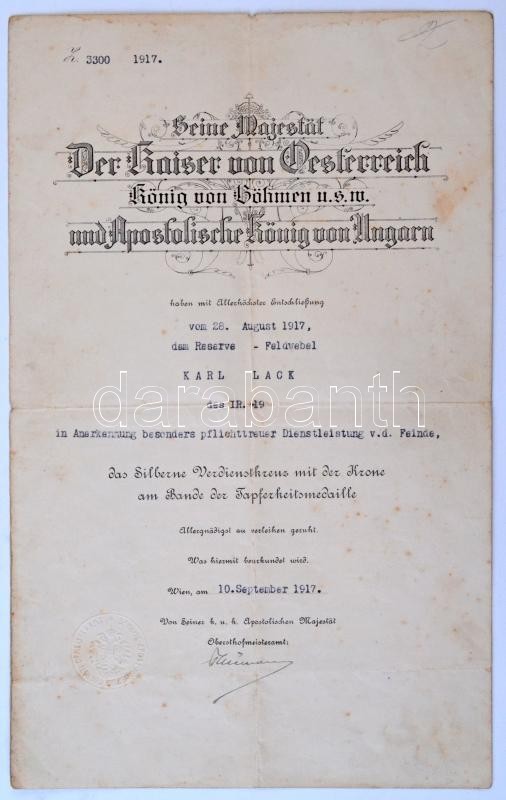 Z. 3300 1917.
Seine Majestät
Der Kaiser von Oesterreich
König von Böhmen u.s.w.
und Apostolische König von Ungarn
haben mit Allerhöchster Entschließung
vom 28. August 1917,
dem Reserve - Feldwebel
KARL LACK
des IR. 19
in Anerkennung besonders pflichttreuer Dienstleistung v.d. Feinde,
das Silberne Verdienstkreuz mit der Krone
am Bande der Tapferkeitsmedaille
Allergnädigst zu verleihen geruht.
Was hiermit beurkundet wird.
Wien, am 10. September 1917.
Von Seiner k. u. k. Apostolischen Majestät
Obersthofmeisteramt:
darabanth
.com